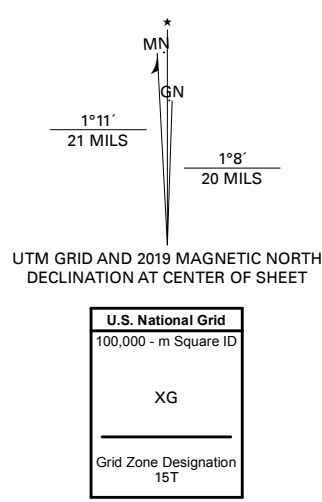 MN
GN
1°11´
21 MILS
1°8´
20 MILS
UTM GRID AND 2019 MAGNETIC NORTH
DECLINATION AT CENTER OF SHEET
U.S. National Grid
100,000 - m Square ID
XG
Grid Zone Designation
15T